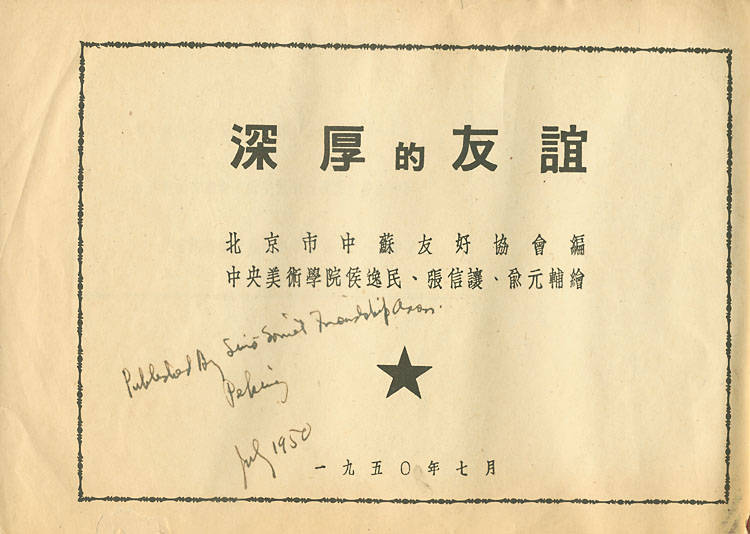 深厚的友誼
北京市中蘇友好協會編
中央美術學院侯逸民、張信讓、俞元輔繪
Published By Sino Soviet Friendship Assn.
Peking
July 1950
一九五〇年七月